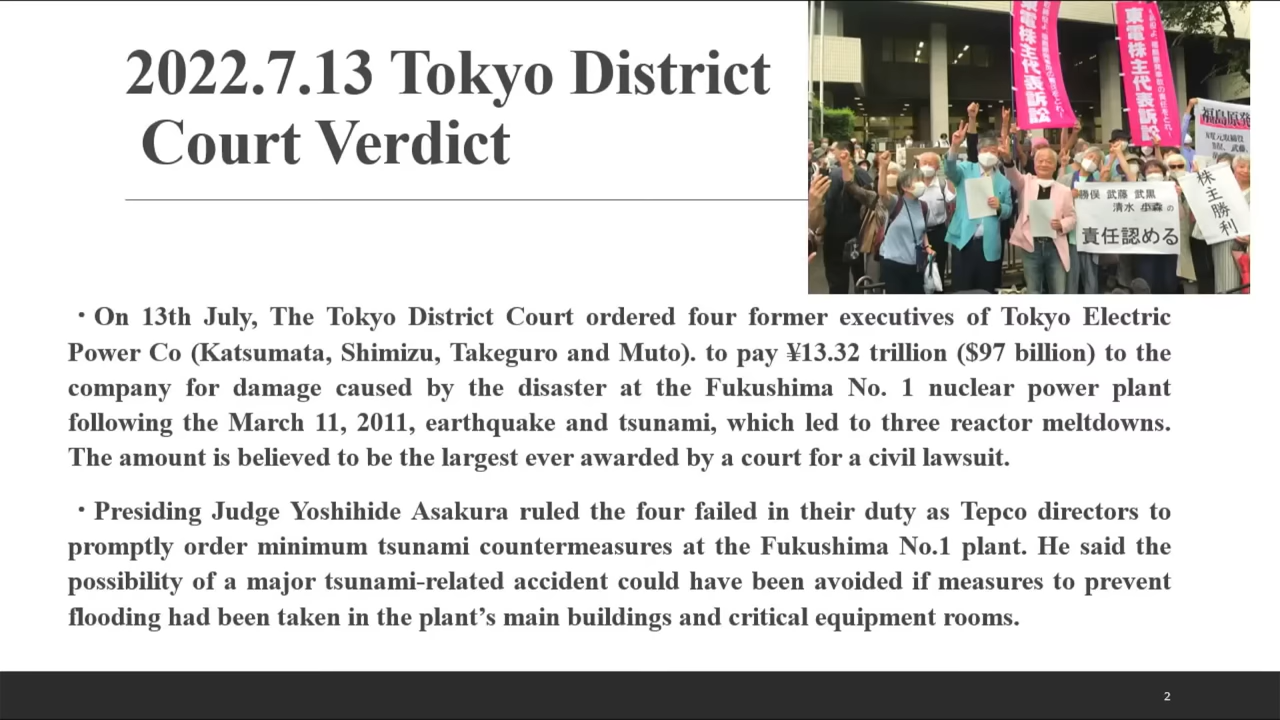 2022.7.13 Tokyo District
Court Verdict
東電株主代表訴訟
東電株主代表訴訟
福島原発
勝俣 武藤 武黒
清水 小森の
責任認める
株主勝利
・On 13th July, The Tokyo District Court ordered four former executives of Tokyo Electric
Power Co (Katsumata, Shimizu, Takeguro and Muto). to pay ¥13.32 trillion ($97 billion) to the
company for damage caused by the disaster at the Fukushima No. 1 nuclear power plant
following the March 11, 2011, earthquake and tsunami, which led to three reactor meltdowns.
The amount is believed to be the largest ever awarded by a court for a civil lawsuit.
・Presiding Judge Yoshihide Asakura ruled the four failed in their duty as Tepco directors to
promptly order minimum tsunami countermeasures at the Fukushima No.1 plant. He said the
possibility of a major tsunami-related accident could have been avoided if measures to prevent
flooding had been taken in the plant’s main buildings and critical equipment rooms.
2